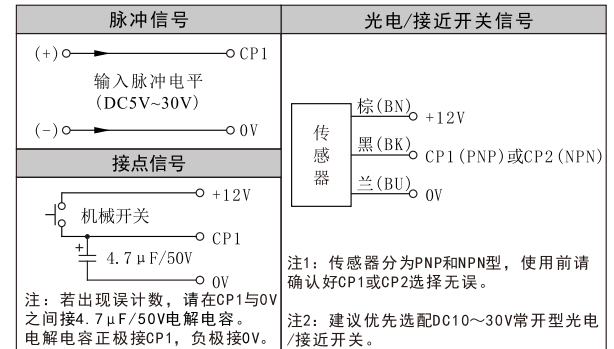 脉冲信号
(+) CP1
输入脉冲电平
(DC5V~30V)
(-) 0V
接点信号
+12V
机械开关
CP1
+ 4.7μF/50V
0V
注：若出现误计数，请在CP1与0V
之间接4.7μF/50V电解电容。
电解电容正极接CP1，负极接0V。
光电/接近开关信号
传感器
棕(BN) +12V
黑(BK) CP1(PNP)或CP2(NPN)
兰(BU) 0V
注1：传感器分为PNP和NPN型，使用前请
确认好CP1或CP2选择无误。
注2：建议优先选配DC10～30V常开型光电
/接近开关。